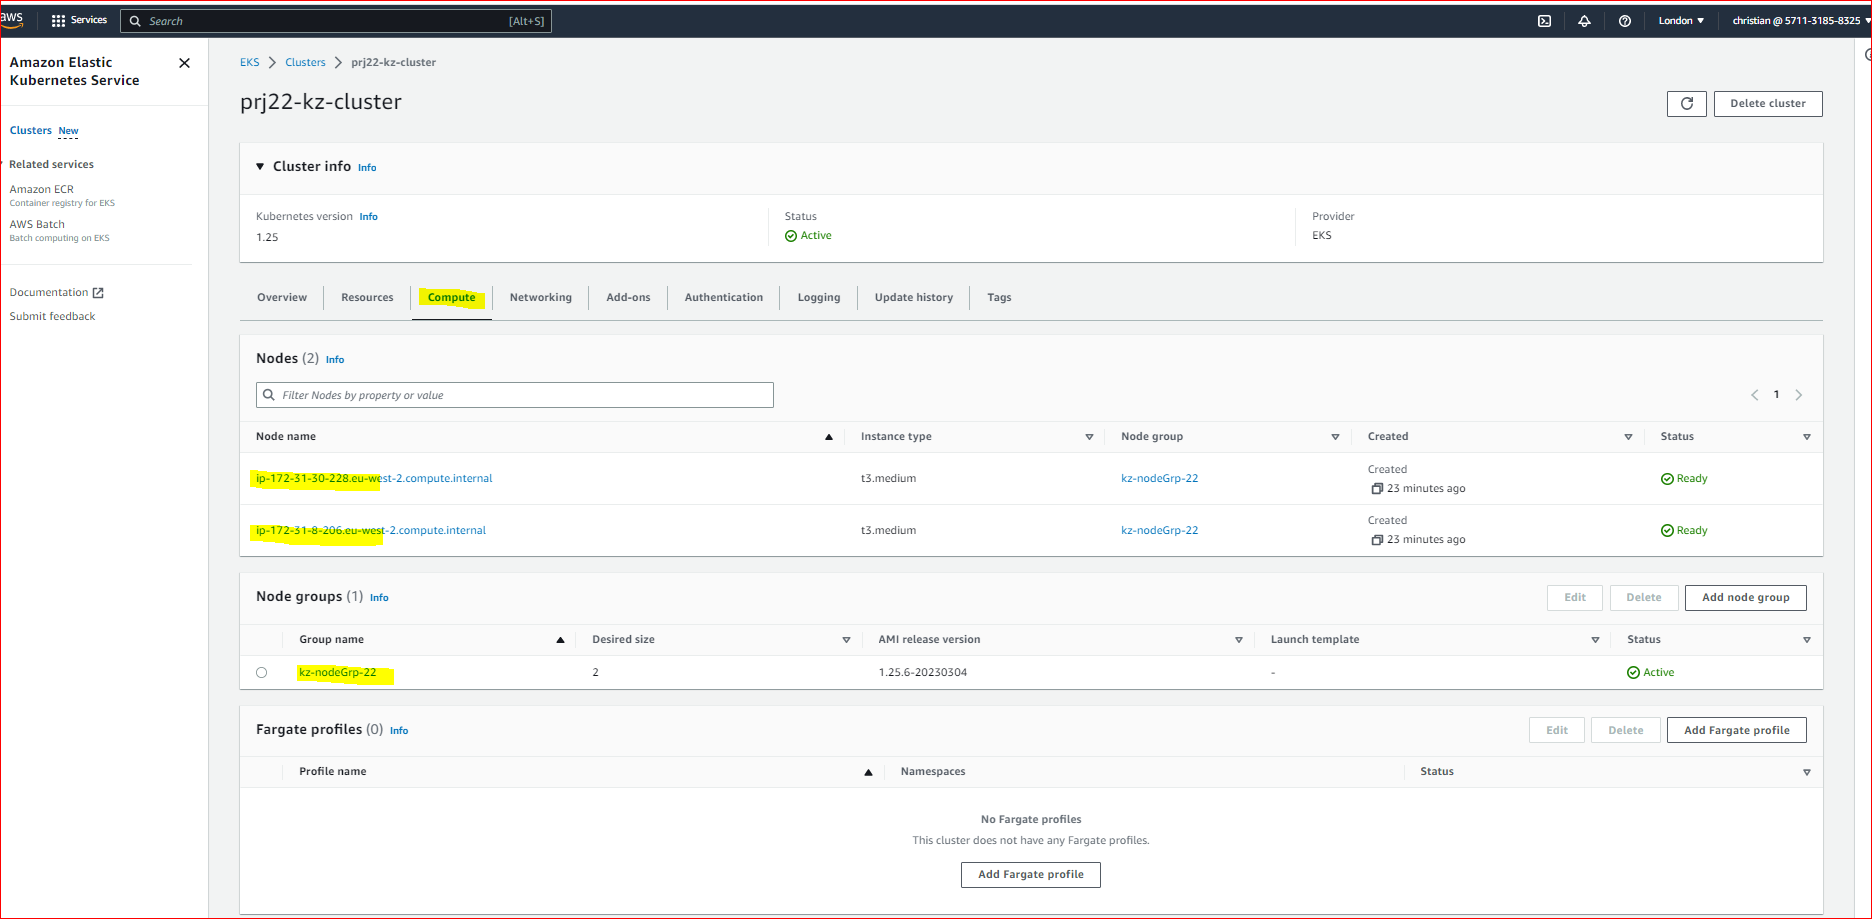 aws Services Search [Alt+S] London christian @ 5711-3185-8325
Amazon Elastic
Kubernetes Service
Clusters New
Related services
Amazon ECR
Container registry for EKS
AWS Batch
Batch computing on EKS
Documentation
Submit feedback
EKS Clusters prj22-kz-cluster
prj22-kz-cluster
Delete cluster
Cluster info Info
Kubernetes version Info Status Provider
1.25 Active EKS
Overview Resources Compute Networking Add-ons Authentication Logging Update history Tags
Nodes (2) Info
Filter Nodes by property or value 1
Node name Instance type Node group Created Status
ip-172-31-30-228.eu-west-2.compute.internal t3.medium kz-nodeGrp-22 Created Ready
23 minutes ago
ip-172-31-8-206.eu-west-2.compute.internal t3.medium kz-nodeGrp-22 Created Ready
23 minutes ago
Node groups (1) Info Edit Delete Add node group
Group name Desired size AMI release version Launch template Status
kz-nodeGrp-22 2 1.25.6-20230304 - Active
Fargate profiles (0) Info Edit Delete Add Fargate profile
Profile name Namespaces Status
No Fargate profiles
This cluster does not have any Fargate profiles.
Add Fargate profile